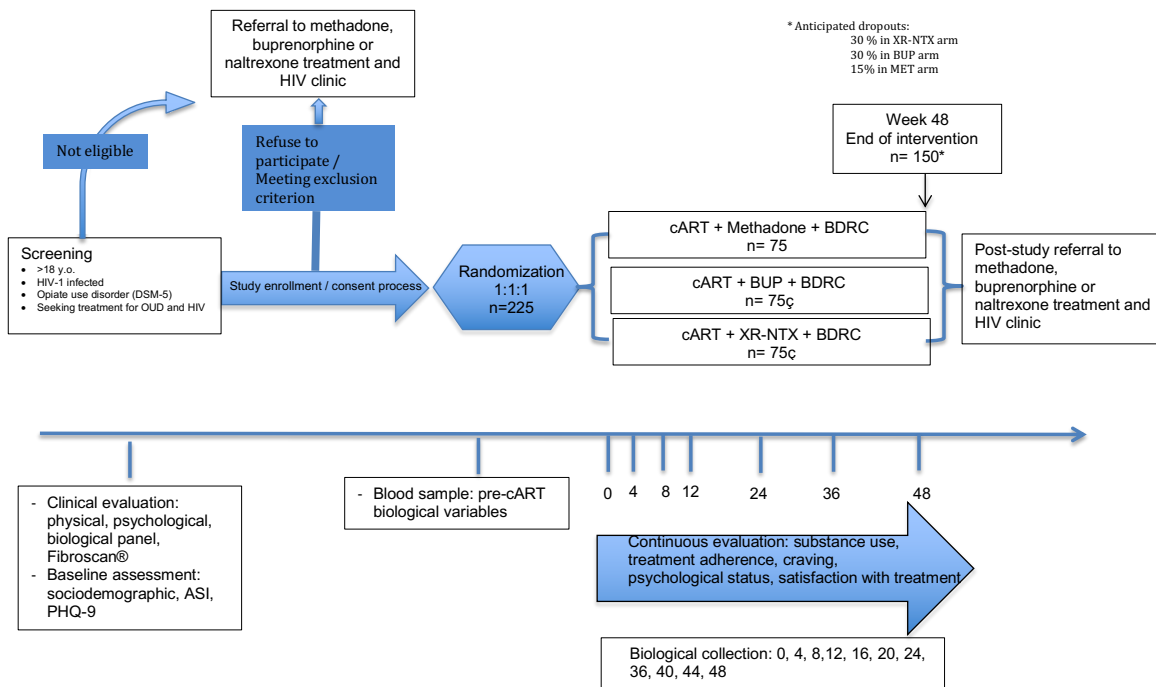 Referral to methadone,
buprenorphine or
naltrexone treatment and
HIV clinic
* Anticipated dropouts:
30 % in XR-NTX arm
30 % in BUP arm
15% in MET arm
Week 48
End of intervention
n= 150*
Not eligible
Refuse to
participate /
Meeting exclusion
criterion
Screening
• >18 y.o.
• HIV-1 infected
• Opiate use disorder (DSM-5)
• Seeking treatment for OUD and HIV
Study enrollment / consent process
Randomization
1:1:1
n=225
cART + Methadone + BDRC
n= 75
cART + BUP + BDRC
n= 75ç
cART + XR-NTX + BDRC
n= 75ç
Post-study referral to
methadone,
buprenorphine or
naltrexone treatment and
HIV clinic
- Clinical evaluation:
physical, psychological,
biological panel,
Fibroscan®
- Baseline assessment:
sociodemographic, ASI,
PHQ-9
- Blood sample: pre-cART
biological variables
0 4 8 12 24 36 48
Continuous evaluation: substance use,
treatment adherence, craving,
psychological status, satisfaction with treatment
Biological collection: 0, 4, 8,12, 16, 20, 24,
36, 40, 44, 48